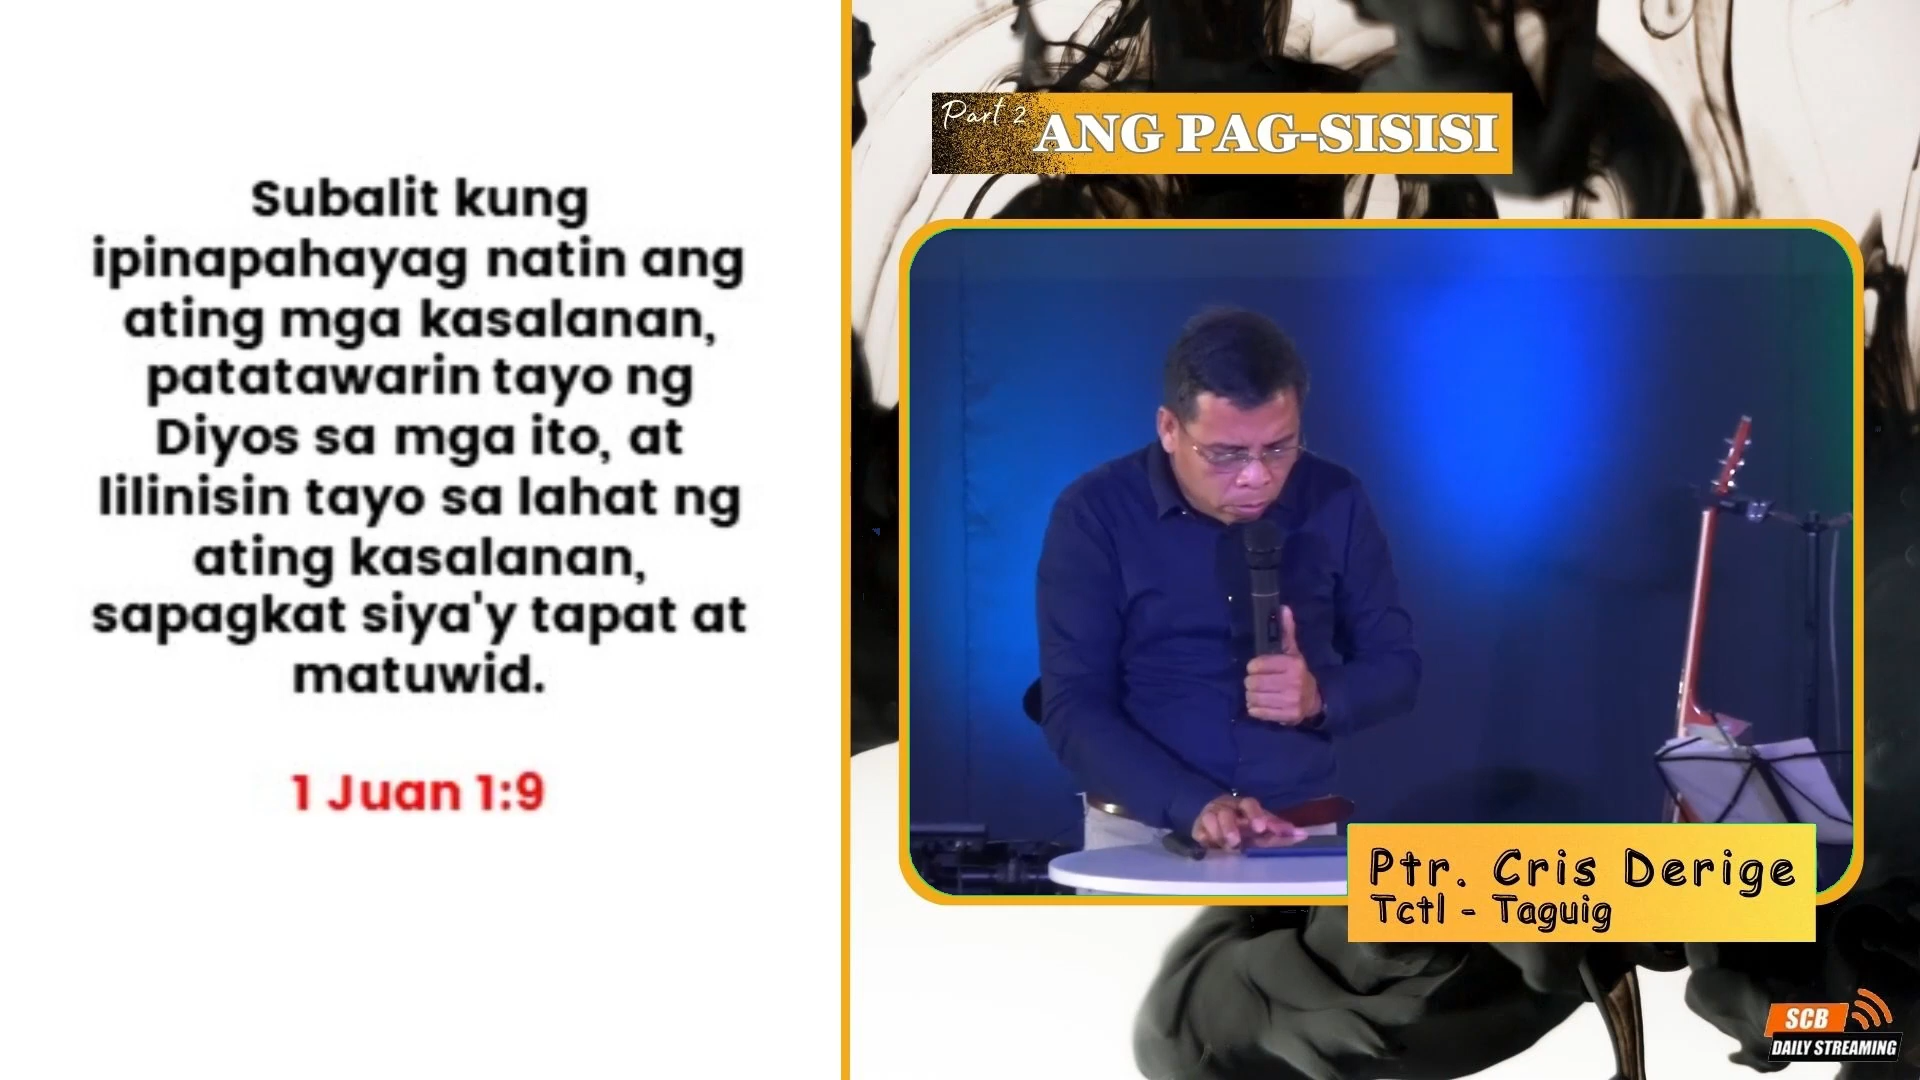 Subalit kung
ipinapahayag natin ang
ating mga kasalanan,
patatawarin tayo ng
Diyos sa mga ito, at
lilinisin tayo sa lahat ng
ating kasalanan,
sapagkat siya'y tapat at
matuwid.
1 Juan 1:9
Part 2
ANG PAG-SISISI
Ptr. Cris Derige
Tctl - Taguig
SCB
DAILY STREAMING